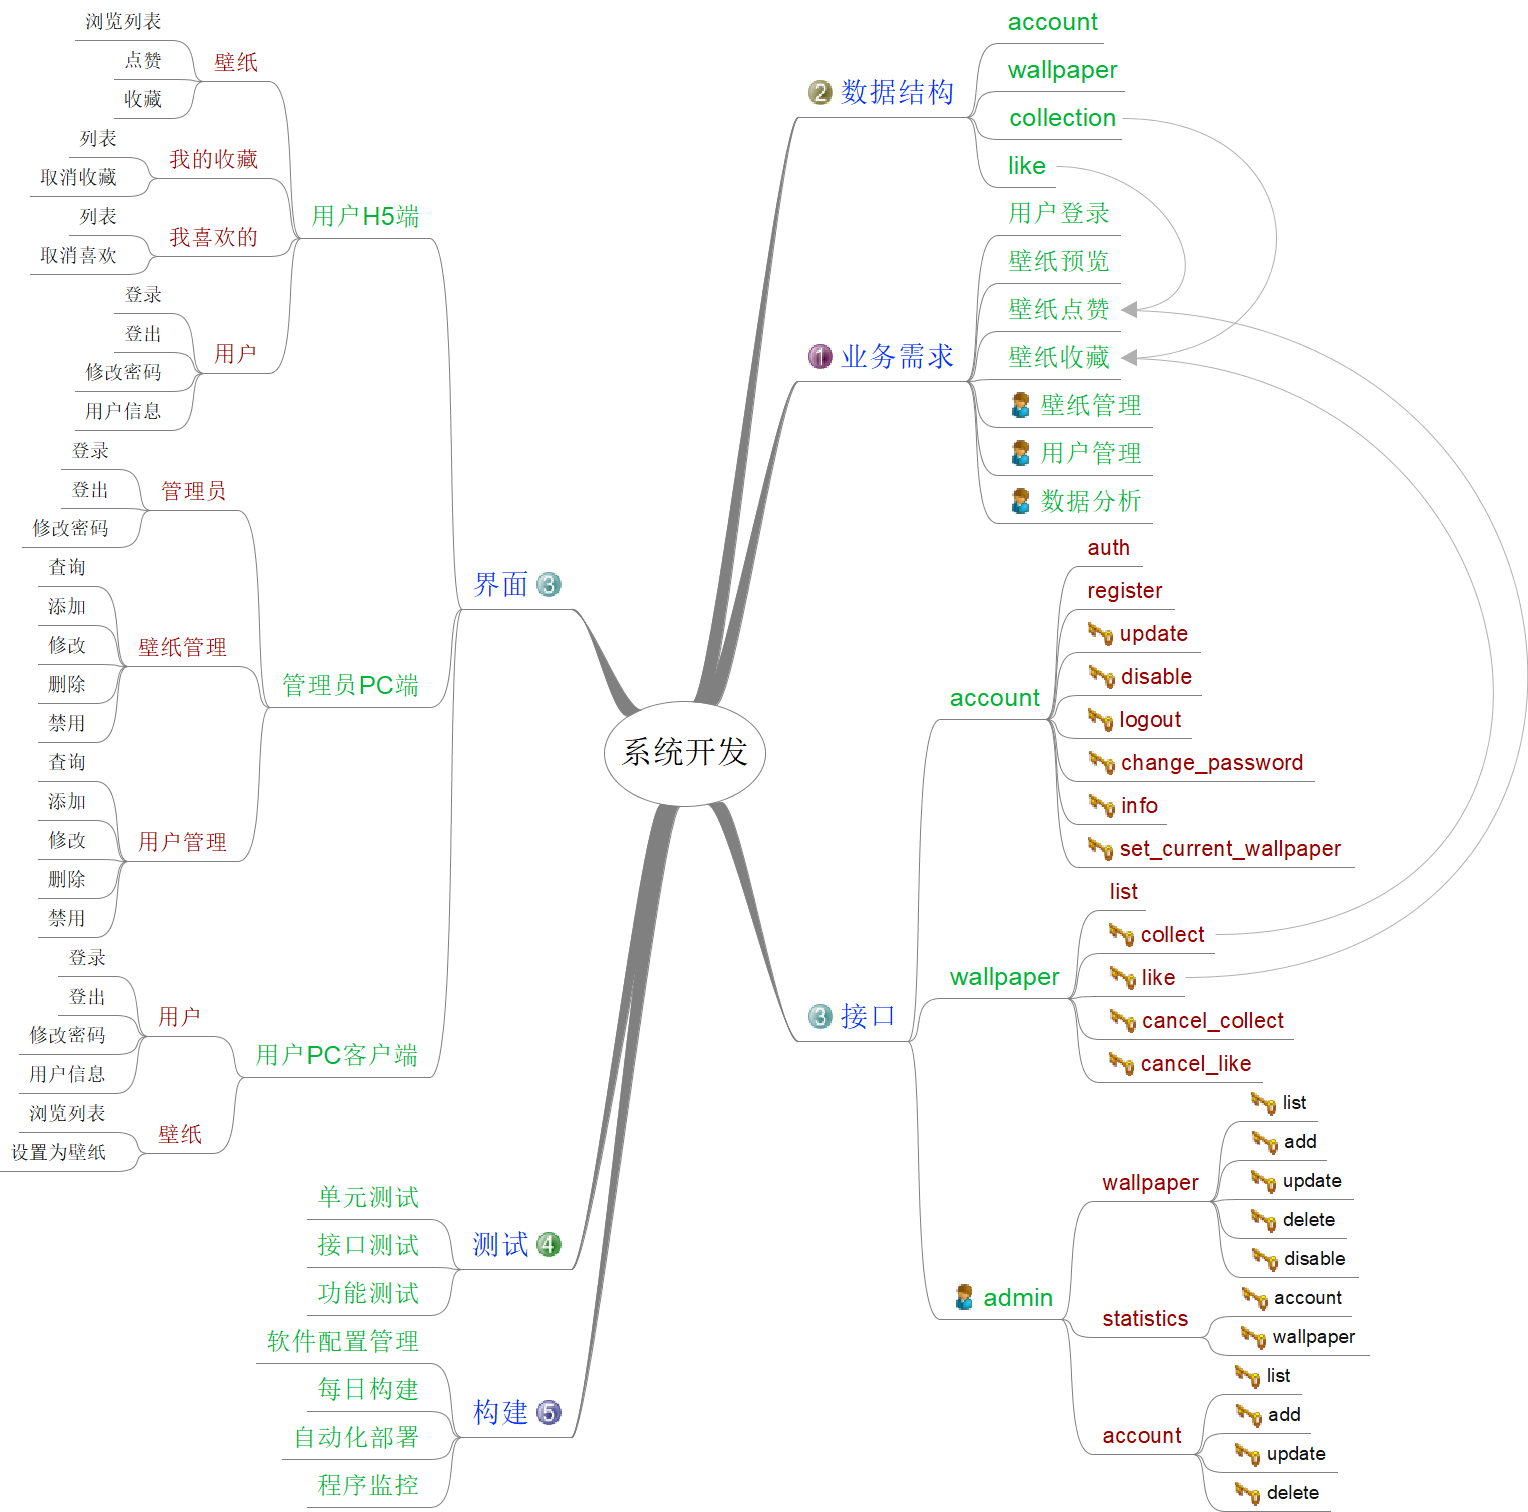 系统开发
2 数据结构
account
wallpaper
collection
like
1 业务需求
用户登录
壁纸预览
壁纸点赞
壁纸收藏
壁纸管理
用户管理
数据分析
3 接口
account
auth
register
update
disable
logout
change_password
info
set_current_wallpaper
wallpaper
list
collect
like
cancel_collect
cancel_like
admin
wallpaper
list
add
update
delete
disable
statistics
account
wallpaper
account
list
add
update
delete
界面 3
用户H5端
壁纸
浏览列表
点赞
收藏
我的收藏
列表
取消收藏
我喜欢的
列表
取消喜欢
用户
登录
登出
修改密码
用户信息
管理员PC端
管理员
登录
登出
修改密码
壁纸管理
查询
添加
修改
删除
禁用
用户管理
查询
添加
修改
删除
禁用
用户PC客户端
用户
登录
登出
修改密码
用户信息
壁纸
浏览列表
设置为壁纸
测试 4
单元测试
接口测试
功能测试
构建 5
软件配置管理
每日构建
自动化部署
程序监控